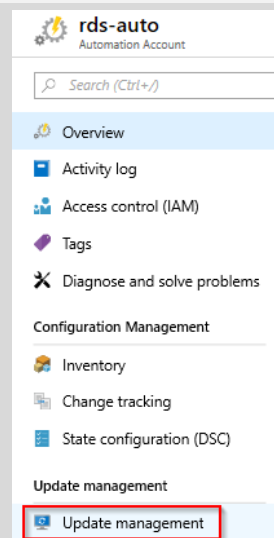 rds-auto
Automation Account
Search (Ctrl+/)
Overview
Activity log
Access control (IAM)
Tags
Diagnose and solve problems
Configuration Management
Inventory
Change tracking
State configuration (DSC)
Update management
Update management